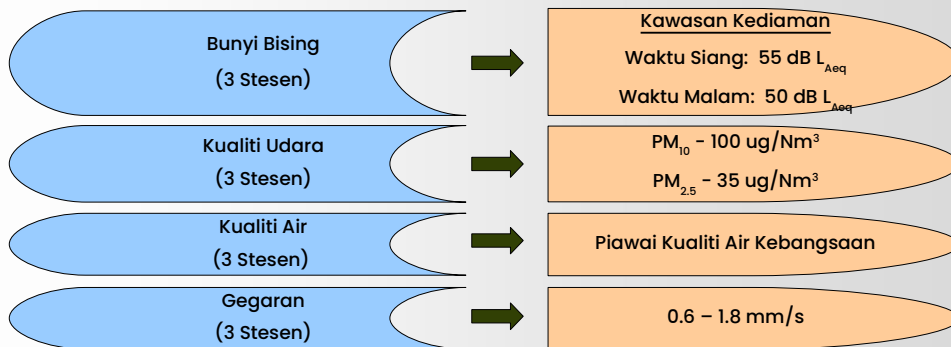 Bunyi Bising
(3 Stesen)
Kawasan Kediaman
Waktu Siang: 55 dB L_Aeq
Waktu Malam: 50 dB L_Aeq
Kualiti Udara
(3 Stesen)
PM₁₀ – 100 ug/Nm³
PM₂.₅ – 35 ug/Nm³
Kualiti Air
(3 Stesen)
Piawai Kualiti Air Kebangsaan
Gegaran
(3 Stesen)
0.6 – 1.8 mm/s